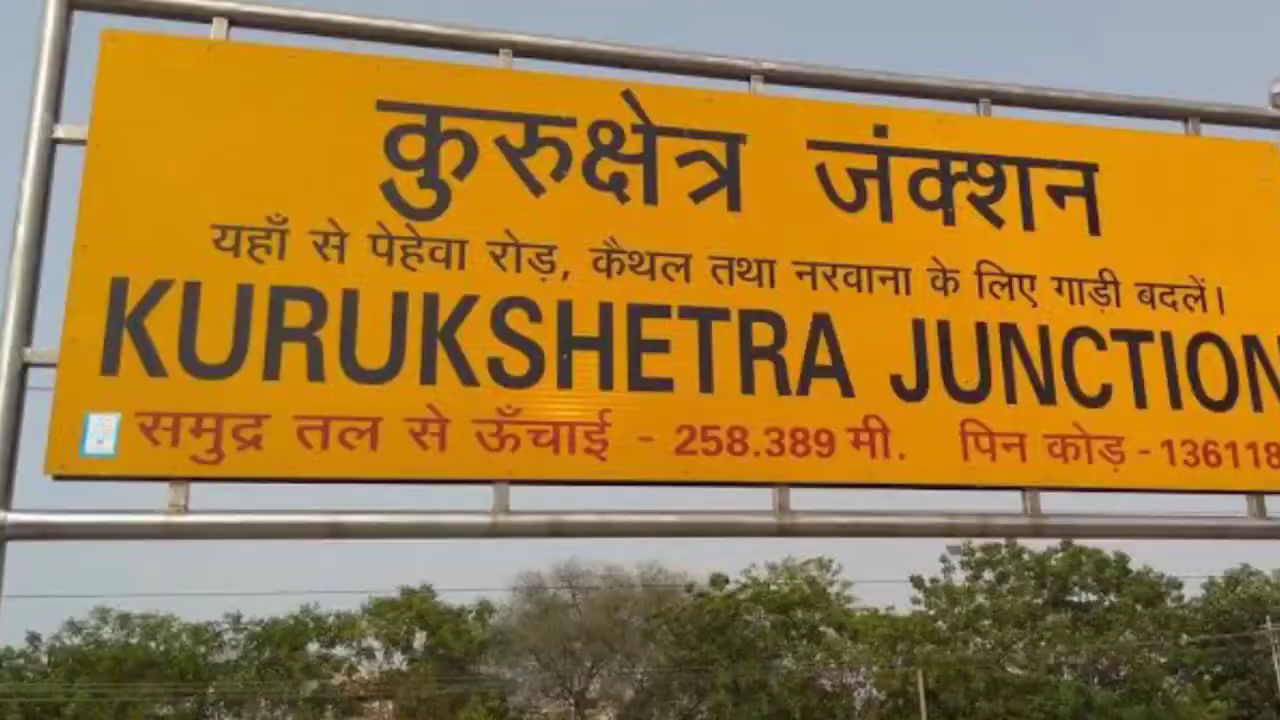 कुरुक्षेत्र जंक्शन
यहाँ से पेहेवा रोड़, कैथल तथा नरवाना के लिए गाड़ी बदलें।
KURUKSHETRA JUNCTION
समुद्र तल से ऊँचाई - 258.389 मी. पिन कोड़ - 136118